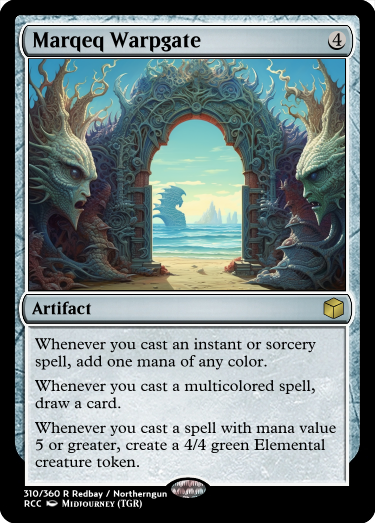 Marqeq Warpgate
4
Artifact
Whenever you cast an instant or sorcery
spell, add one mana of any color.
Whenever you cast a multicolored spell,
draw a card.
Whenever you cast a spell with mana value
5 or greater, create a 4/4 green Elemental
creature token.
310/360 R Redbay / Northerngun
RCC Midjourney (TGR)